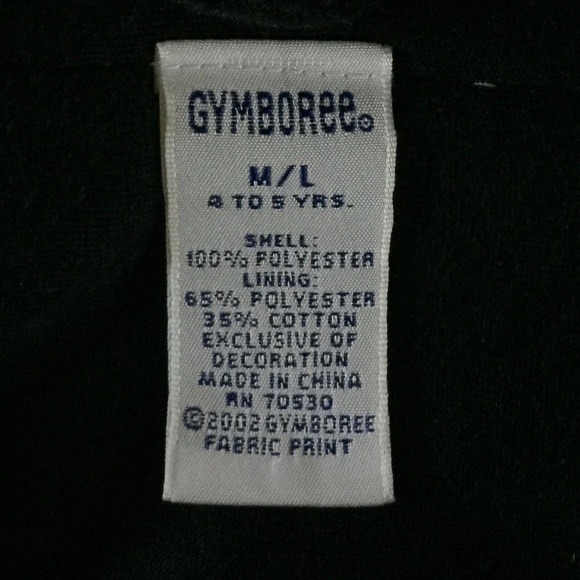 GYMBOREE®
M/L
4 TO 5 YRS.
SHELL:
100% POLYESTER
LINING:
65% POLYESTER
35% COTTON
EXCLUSIVE OF
DECORATION
MADE IN CHINA
RN 70530
©2002 GYMBOREE
FABRIC PRINT